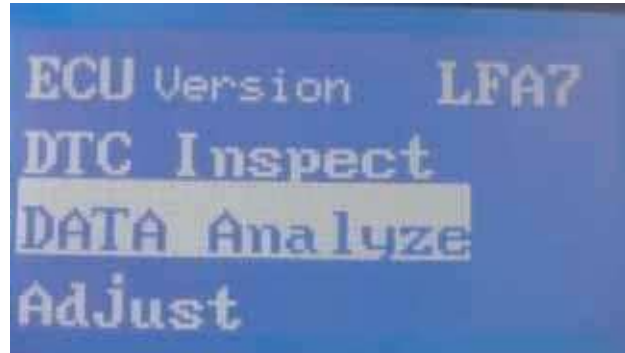 ECU Version LFA7
DTC Inspect
DATA Analyze
Adjust